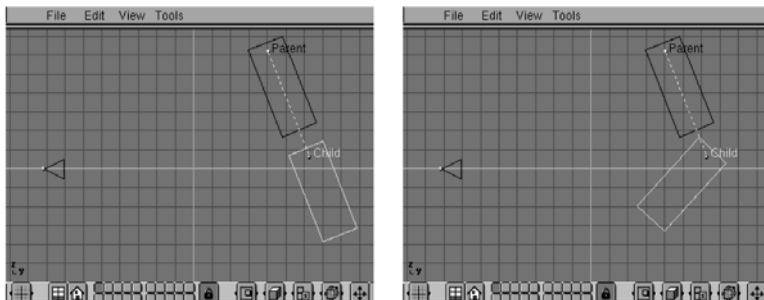 File Edit View Tools
Parent
Child
z
y
File Edit View Tools
Parent
Child
z
y